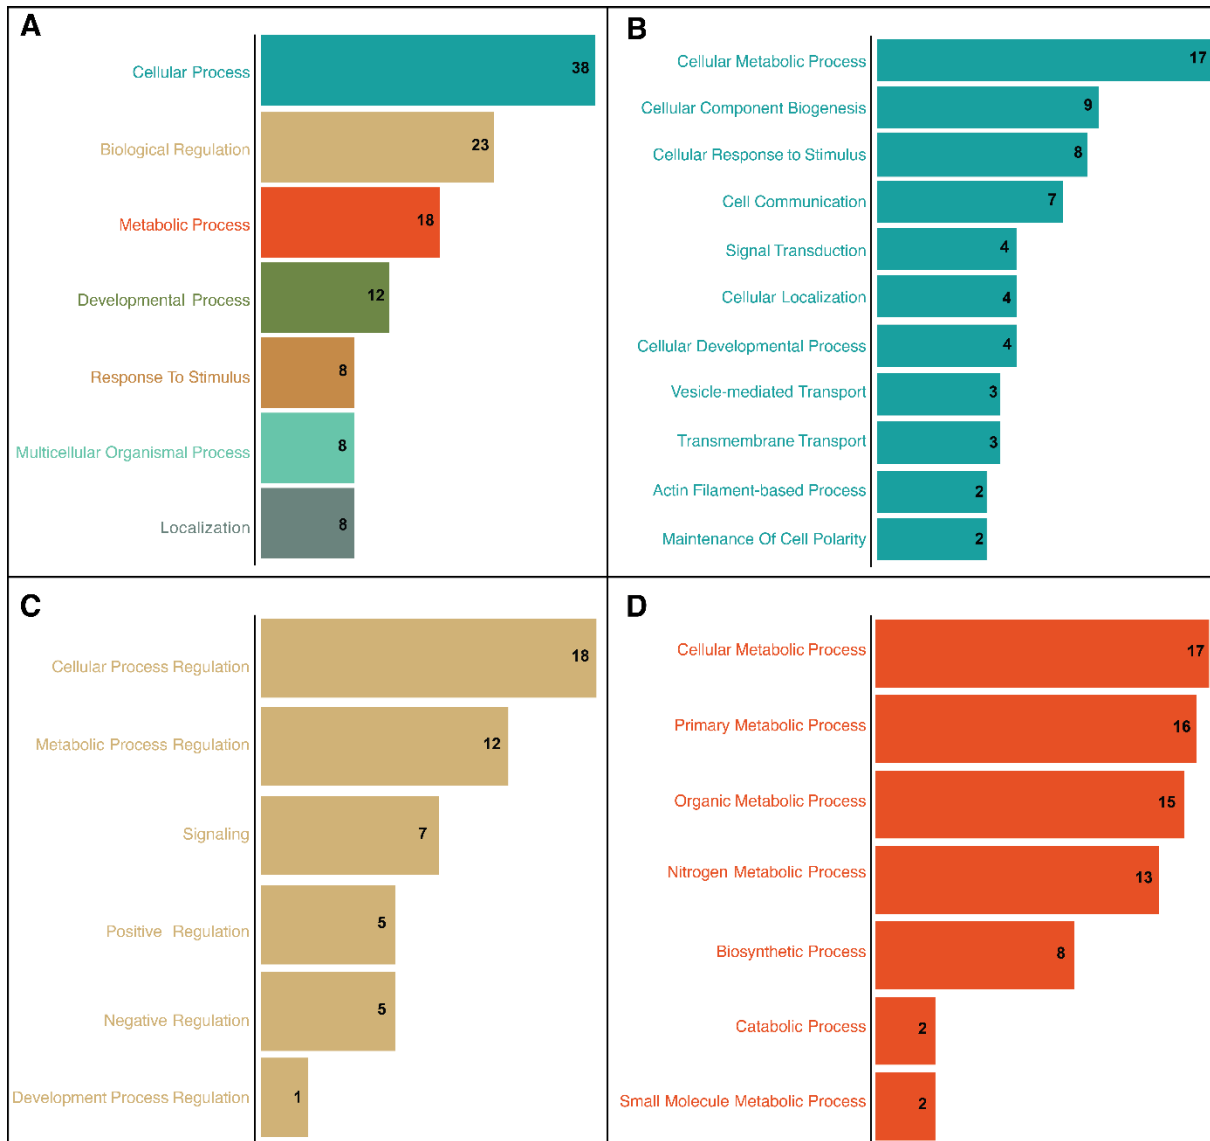 A
Cellular Process 38
Biological Regulation 23
Metabolic Process 18
Developmental Process 12
Response To Stimulus 8
Multicellular Organismal Process 8
Localization 8
B
Cellular Metabolic Process 17
Cellular Component Biogenesis 9
Cellular Response to Stimulus 8
Cell Communication 7
Signal Transduction 4
Cellular Localization 4
Cellular Developmental Process 4
Vesicle-mediated Transport 3
Transmembrane Transport 3
Actin Filament-based Process 2
Maintenance Of Cell Polarity 2
C
Cellular Process Regulation 18
Metabolic Process Regulation 12
Signaling 7
Positive Regulation 5
Negative Regulation 5
Development Process Regulation 1
D
Cellular Metabolic Process 17
Primary Metabolic Process 16
Organic Metabolic Process 15
Nitrogen Metabolic Process 13
Biosynthetic Process 8
Catabolic Process 2
Small Molecule Metabolic Process 2